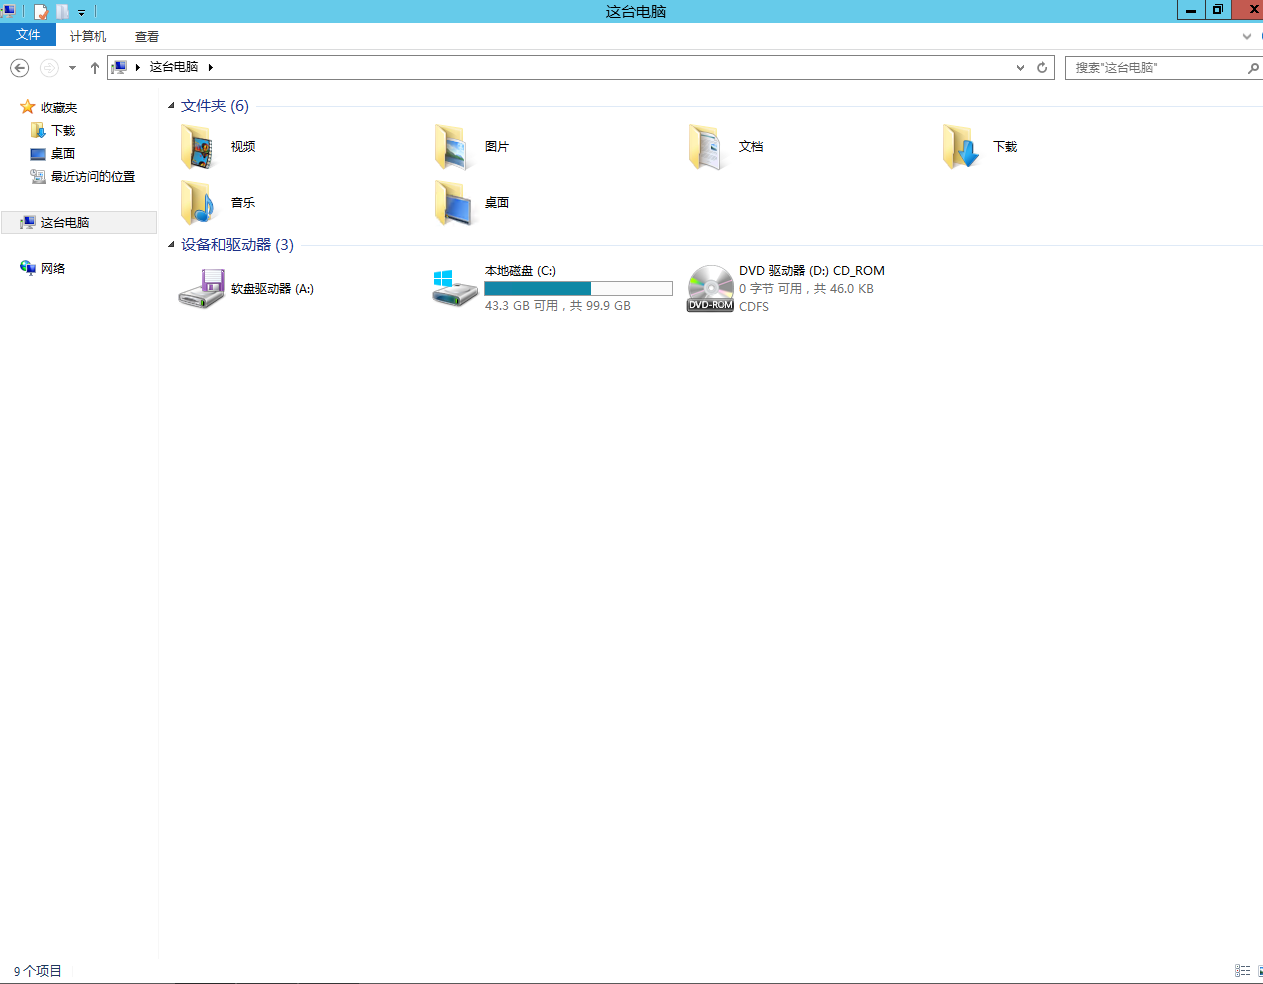 这台电脑
文件 计算机 查看
这台电脑 搜索"这台电脑"
收藏夹
下载
桌面
最近访问的位置
这台电脑
网络
文件夹 (6)
视频 图片 文档 下载
音乐 桌面
设备和驱动器 (3)
软盘驱动器 (A:)
本地磁盘 (C:)
43.3 GB 可用，共 99.9 GB
DVD 驱动器 (D:) CD_ROM
0 字节 可用，共 46.0 KB
CDFS
DVD-ROM
9 个项目